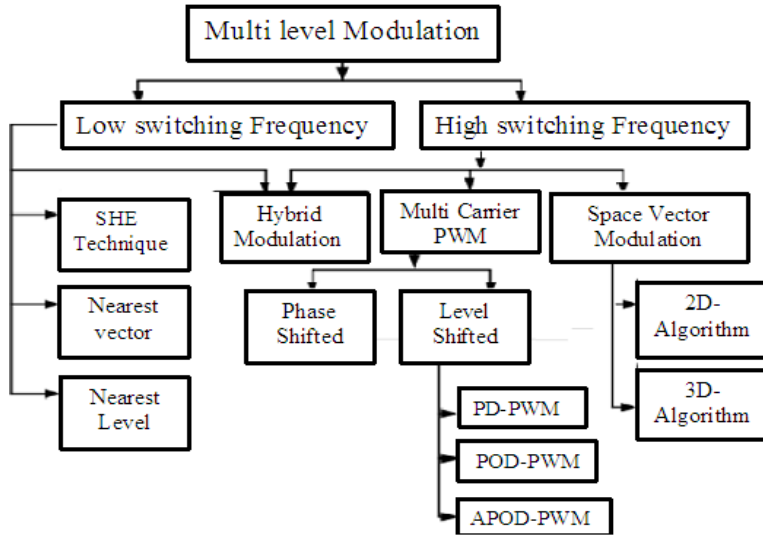 Multi level Modulation
Low switching Frequency
High switching Frequency
SHE
Technique
Hybrid
Modulation
Multi Carrier
PWM
Space Vector
Modulation
Nearest
vector
Phase
Shifted
Level
Shifted
2D-
Algorithm
Nearest
Level
3D-
Algorithm
PD-PWM
POD-PWM
APOD-PWM